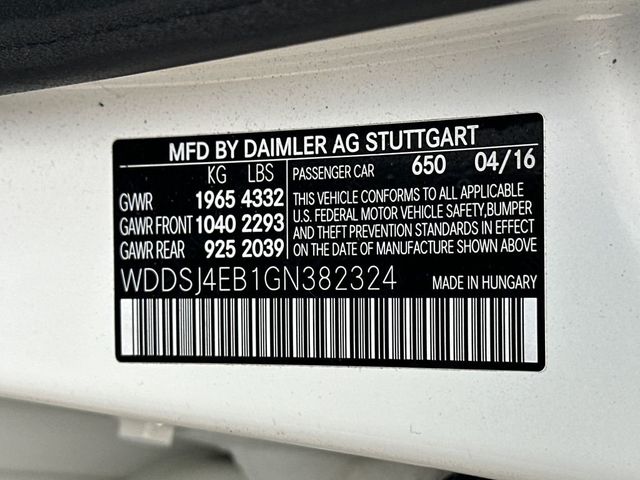 MFD BY DAIMLER AG STUTTGART
KG LBS PASSENGER CAR 650 04/16
GVWR 1965 4332
GAWR FRONT 1040 2293
GAWR REAR 925 2039
THIS VEHICLE CONFORMS TO ALL APPLICABLE
U.S. FEDERAL MOTOR VEHICLE SAFETY,BUMPER
AND THEFT PREVENTION STANDARDS IN EFFECT
ON THE DATE OF MANUFACTURE SHOWN ABOVE.
WDDSJ4EB1GN382324 MADE IN HUNGARY